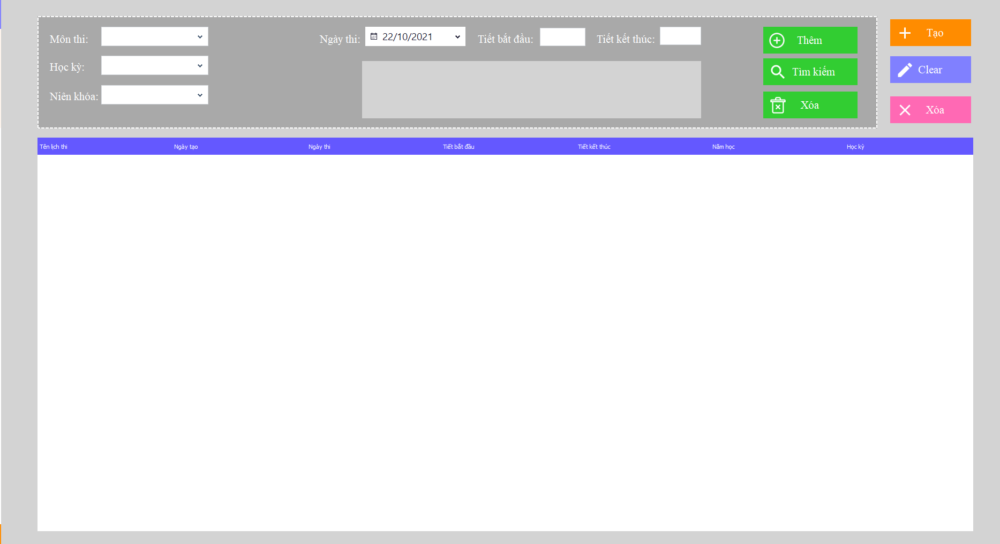 Môn thi:
Ngày thi: 22/10/2021 Tiết bắt đầu: Tiết kết thúc:
Thêm
Tạo
Học kỳ:
Tìm kiếm
Clear
Niên khóa:
Xóa
Xóa
Tên lịch thi Ngày tạo Ngày thi Tiết bắt đầu Tiết kết thúc Năm học Học kỳ